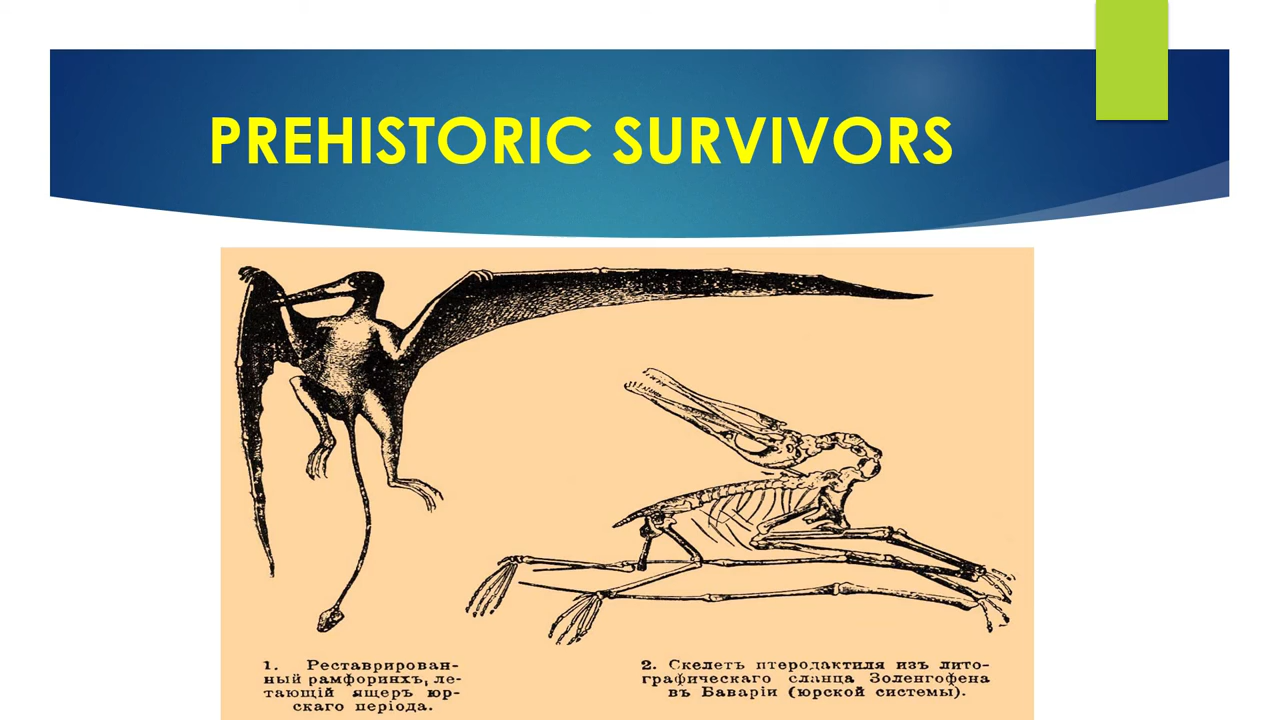 PREHISTORIC SURVIVORS
1. Реставрирован-
ный рамфоринхъ, ле-
тающій ящеръ юр-
скаго періода.
2. Скелетъ птеродактиля изъ лито-
графическаго сланца Золенгофена
въ Баваріи (юрской системы).